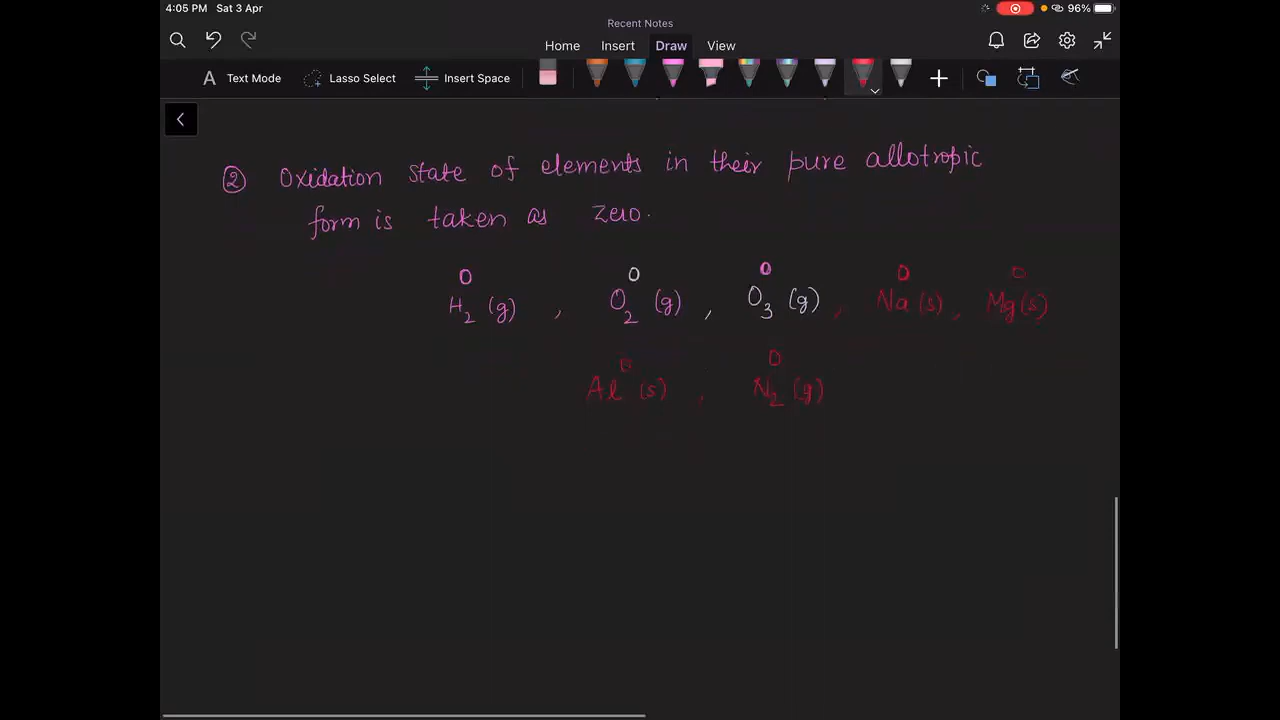 4:05 PM Sat 3 Apr
96%
Recent Notes
Home Insert Draw View
A Text Mode Lasso Select Insert Space
② Oxidation state of elements in their pure allotropic
form is taken as zero.
0 0 0 0 0
H₂ (g) , O₂ (g) , O₃ (g) , Na (s) , Mg (s)
0 0
Al (s) , N₂ (g)